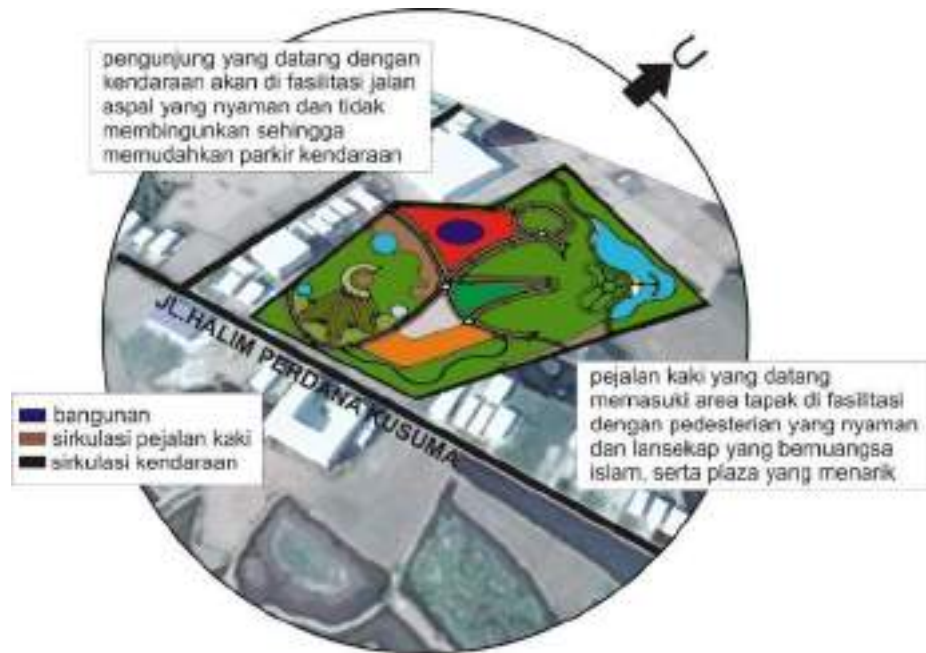 pengunjung yang datang dengan
kendaraan akan di fasilitasi jalan
aspal yang nyaman dan tidak
membingunkan sehingga
memudahkan parkir kendaraan
U
JL.HALIM PERDANA KUSUMA
bangunan
sirkulasi pejalan kaki
sirkulasi kendaraan
pejalan kaki yang datang
memasuki area tapak di fasilitasi
dengan pedesterian yang nyaman
dan lansekap yang bernuangsa
islam, serta plaza yang menarik